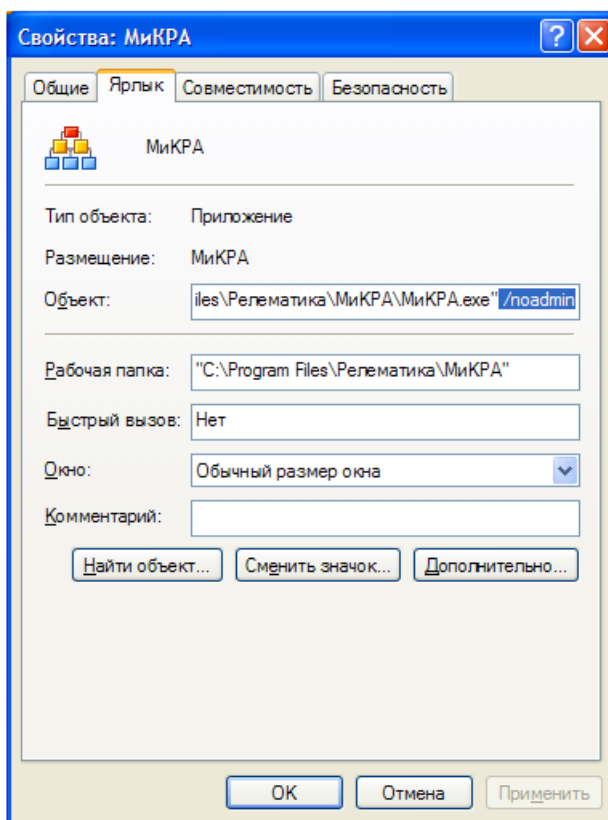 Свойства: МиКРА
Общие Ярлык Совместимость Безопасность
МиКРА
Тип объекта: Приложение
Размещение: МиКРА
Объект: iles\Релематика\МиКРА\МиКРА.exe" /noadmin
Рабочая папка: "C:\Program Files\Релематика\МиКРА"
Быстрый вызов: Нет
Окно: Обычный размер окна
Комментарий:
Найти объект... Сменить значок... Дополнительно...
OK Отмена Применить